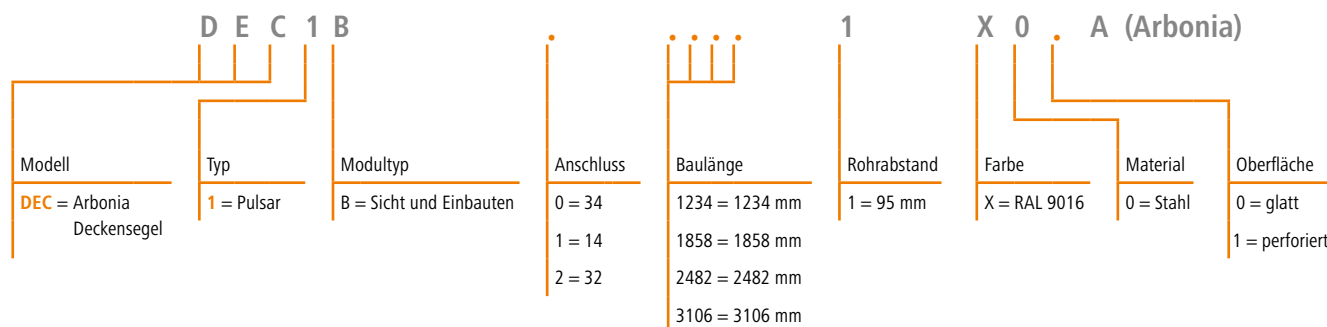 D E C 1 B . . . . . 1 X 0 . A (Arbonia)
Modell
DEC = Arbonia
Deckensegel
Typ
1 = Pulsar
Modultyp
B = Sicht und Einbauten
Anschluss
0 = 34
1 = 14
2 = 32
Baulänge
1234 = 1234 mm
1858 = 1858 mm
2482 = 2482 mm
3106 = 3106 mm
Rohrabstand
1 = 95 mm
Farbe
X = RAL 9016
Material
0 = Stahl
Oberfläche
0 = glatt
1 = perforiert